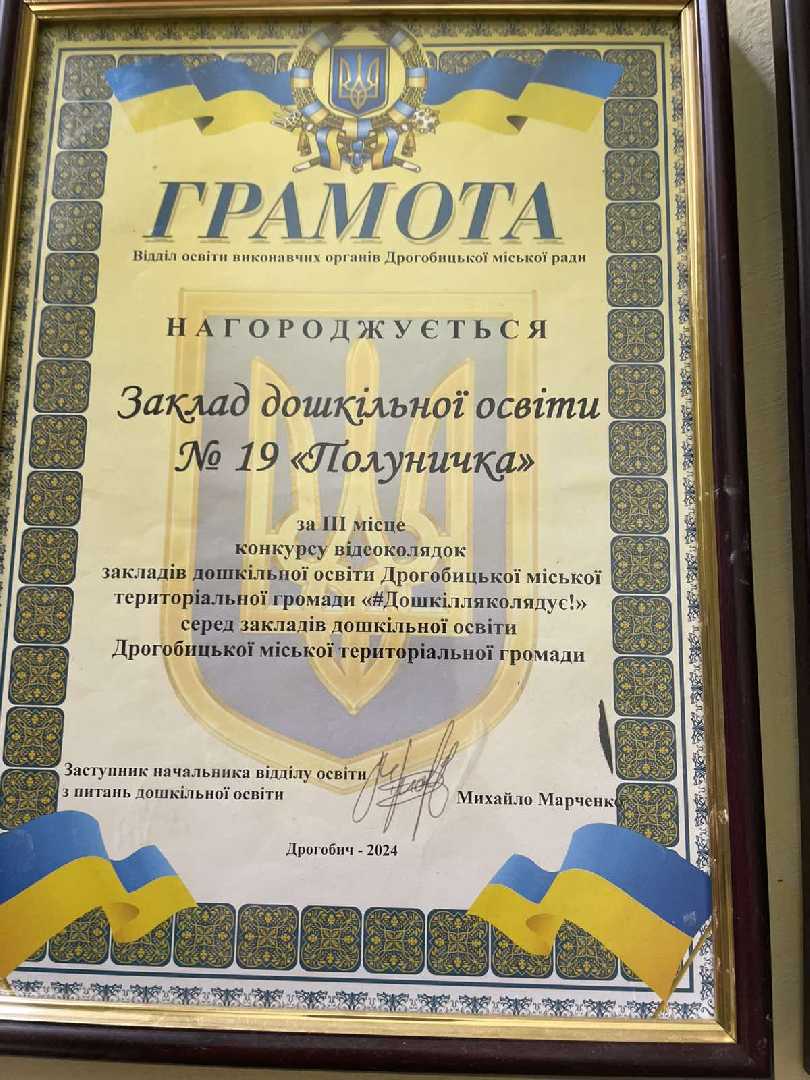 ГРАМОТА
Відділ освіти виконавчих органів Дрогобицької міської ради
НАГОРОДЖУЄТЬСЯ
Заклад дошкільної освіти
№ 19 «Полуничка»
за ІІІ місце
конкурсу відеоколядок
закладів дошкільної освіти Дрогобицької міської
територіальної громади «#Дошкілляколядує!»
серед закладів дошкільної освіти
Дрогобицької міської територіальної громади
Заступник начальника відділу освіти
з питань дошкільної освіти
Михайло Марченко
Дрогобич - 2024